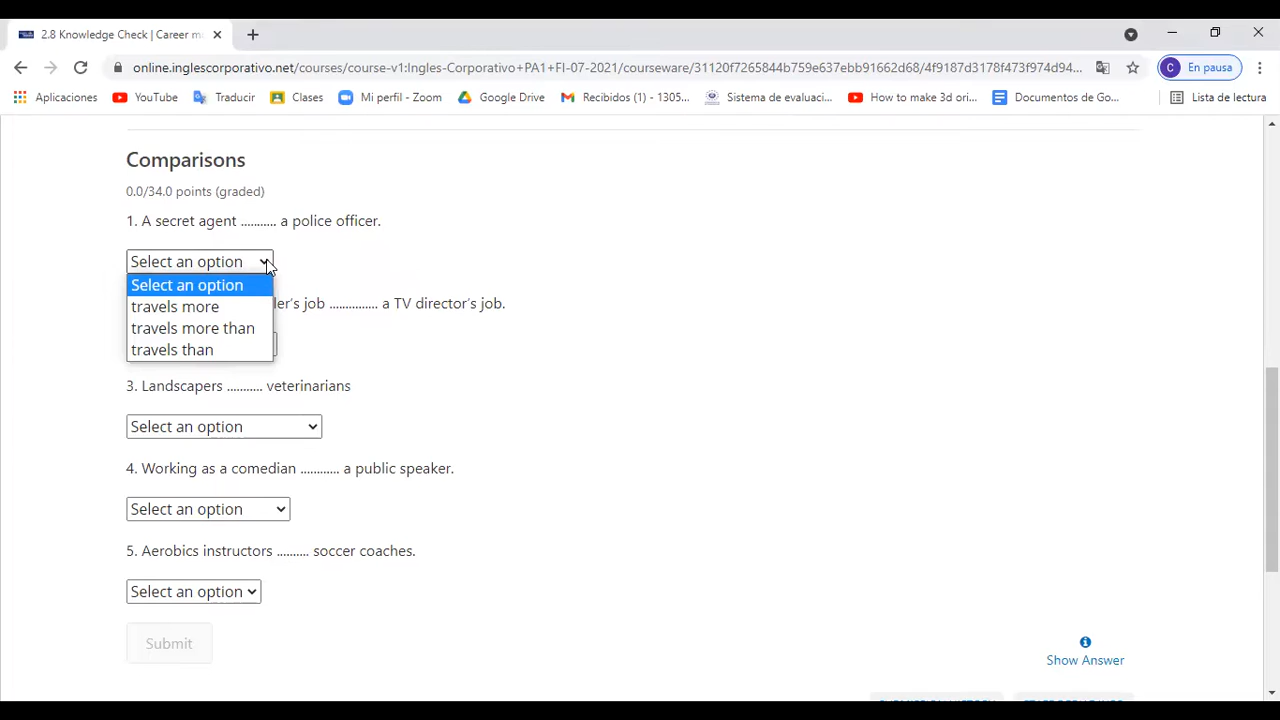 2.8 Knowledge Check | Career m
online.inglescorporativo.net/courses/course-v1:Ingles-Corporativo+PA1+FI-07-2021/courseware/31120f7265844b759e637ebb91662d68/4f9187d3178f473f974d94...
C En pausa
Aplicaciones YouTube Traducir Clases Mi perfil - Zoom Google Drive Recibidos (1) - 1305... Sistema de evaluaci... How to make 3d ori... Documentos de Go... Lista de lectura
Comparisons
0.0/34.0 points (graded)
1. A secret agent ........... a police officer.
Select an option
Select an option
travels more
ler's job .............. a TV director's job.
travels more than
travels than
3. Landscapers ........... veterinarians
Select an option
4. Working as a comedian ............ a public speaker.
Select an option
5. Aerobics instructors .......... soccer coaches.
Select an option
Submit
Show Answer